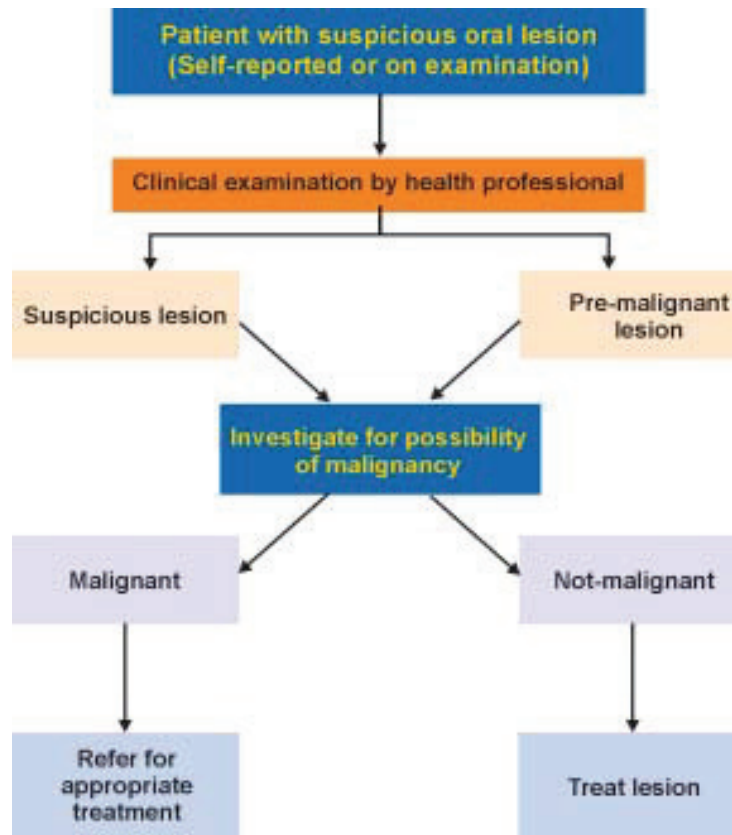 Patient with suspicious oral lesion
(Self-reported or on examination)
Clinical examination by health professional
Suspicious lesion
Pre-malignant
lesion
Investigate for possibility
of malignancy
Malignant
Not-malignant
Refer for
appropriate
treatment
Treat lesion